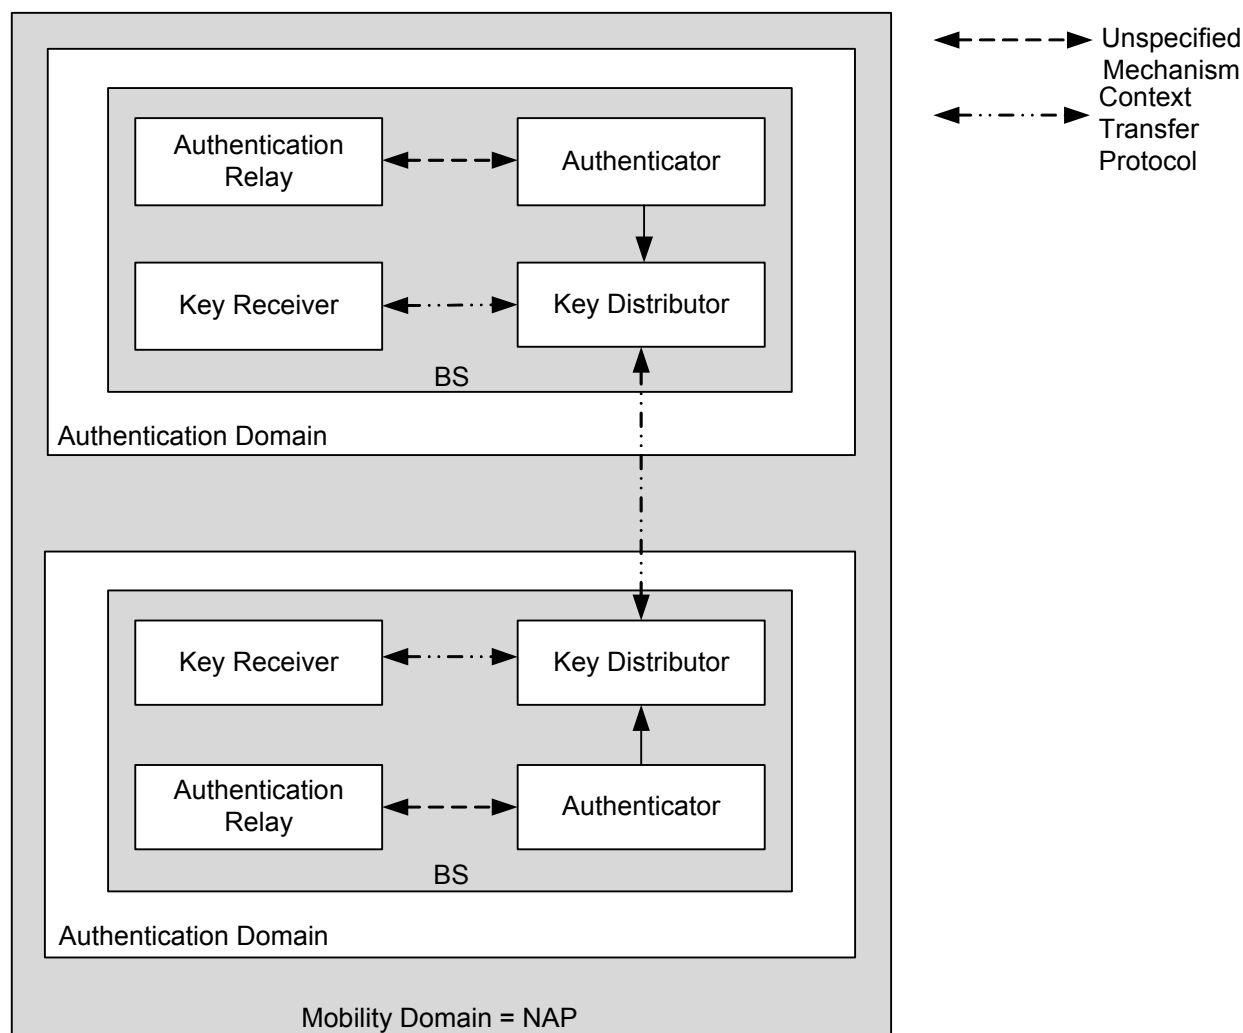 Unspecified
Mechanism
Context
Transfer
Protocol
Authentication
Relay
Authenticator
Key Receiver
Key Distributor
BS
Authentication Domain
Key Receiver
Key Distributor
Authentication
Relay
Authenticator
BS
Authentication Domain
Mobility Domain = NAP